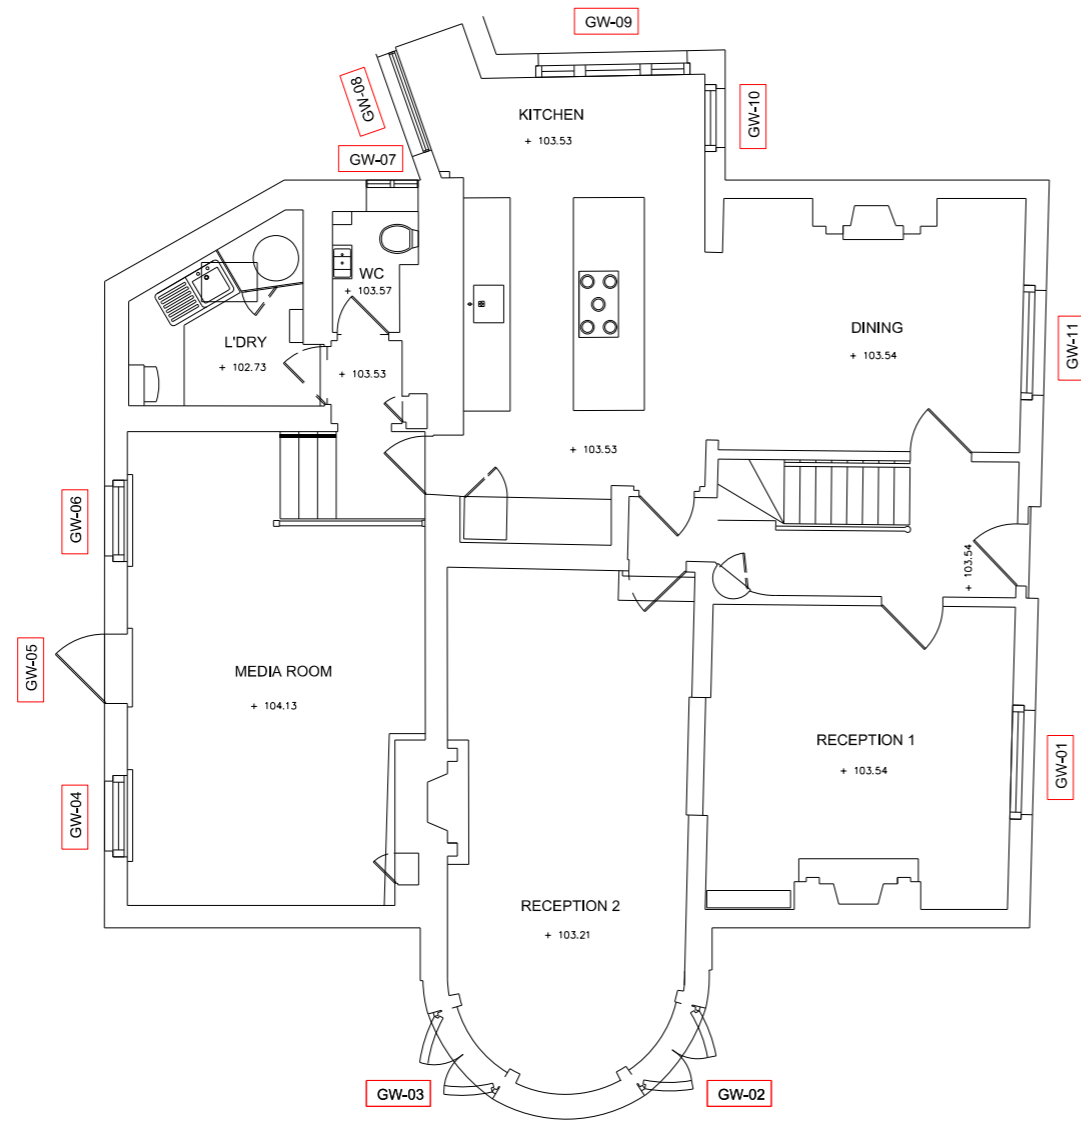 GW-09
GW-08
GW-10
KITCHEN
+ 103.53
GW-07
WC
+ 103.57
L'DRY
+ 102.73
+ 103.53
DINING
+ 103.54
GW-11
+ 103.53
GW-06
+ 103.54
GW-05
MEDIA ROOM
+ 104.13
RECEPTION 1
+ 103.54
GW-01
GW-04
RECEPTION 2
+ 103.21
GW-03
GW-02